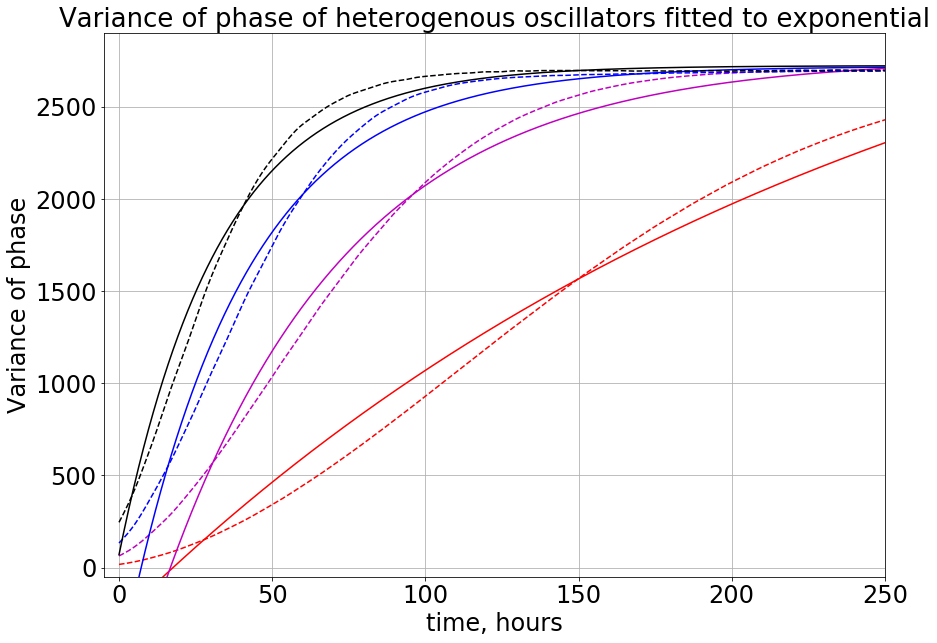 Variance of phase of heterogenous oscillators fitted to exponential
Variance of phase
2500
2000
1500
1000
500
0
0 50 100 150 200 250
time, hours